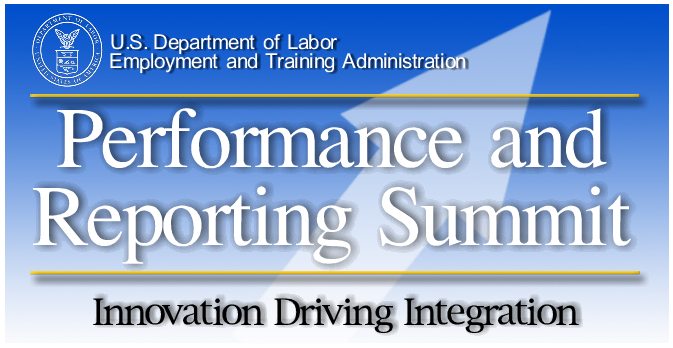 U.S. Department of Labor
Employment and Training Administration
Performance and
Reporting Summit
Innovation Driving Integration